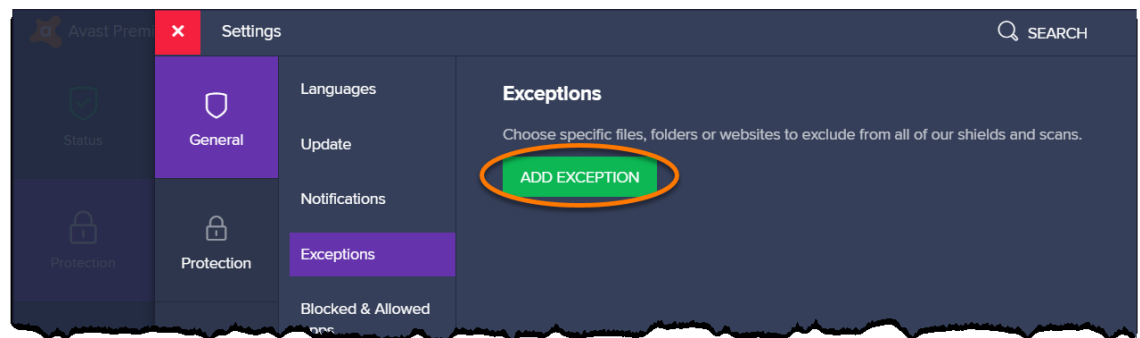 Avast Premi
Settings
SEARCH
Status
Protection
General
Protection
Languages
Update
Notifications
Exceptions
Blocked & Allowed
Exceptions
Choose specific files, folders or websites to exclude from all of our shields and scans.
ADD EXCEPTION